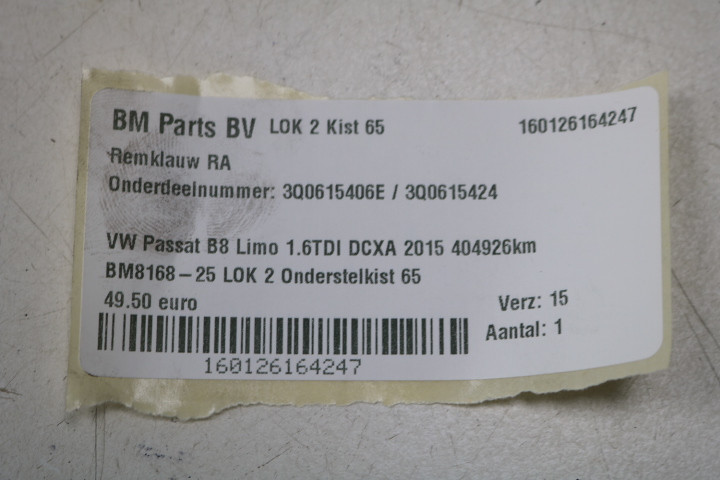 BM Parts BV LOK 2 Kist 65 160126164247
Remklauw RA
Onderdeelnummer: 3Q0615406E / 3Q0615424
VW Passat B8 Limo 1.6TDI DCXA 2015 404926km
BM8168-25 LOK 2 Onderstelkist 65
49.50 euro Verz: 15
Aantal: 1
160126164247